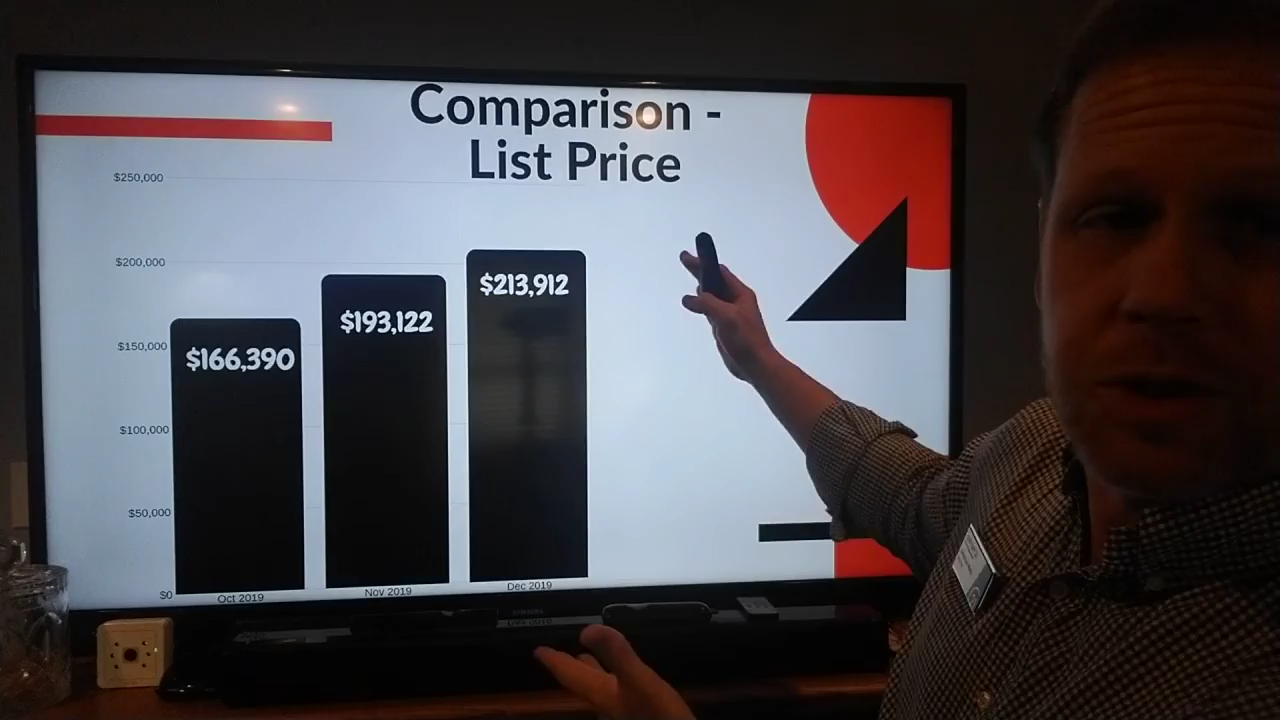 Comparison -
List Price
$250,000
$200,000
$150,000
$100,000
$50,000
$0
$166,390
$193,122
$213,912
Oct 2019
Nov 2019
Dec 2019
SAMSUNG